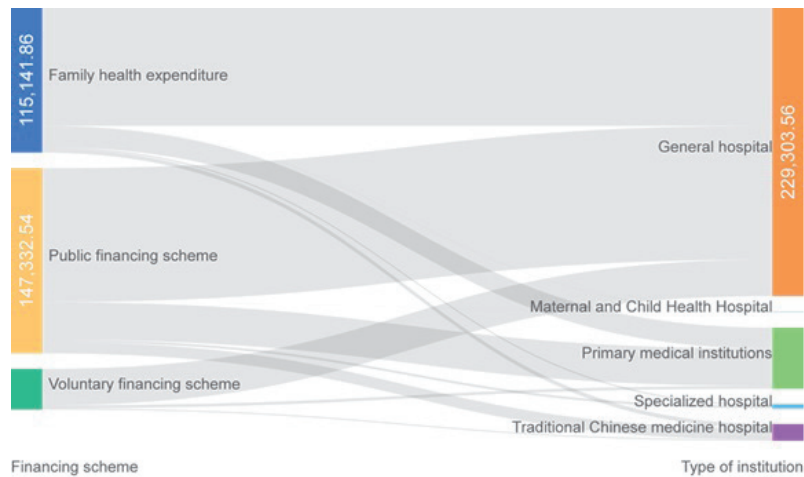 115,141.86
Family health expenditure
147,332.54
Public financing scheme
Voluntary financing scheme
General hospital
229,303.56
Maternal and Child Health Hospital
Primary medical institutions
Specialized hospital
Traditional Chinese medicine hospital
Financing scheme
Type of institution